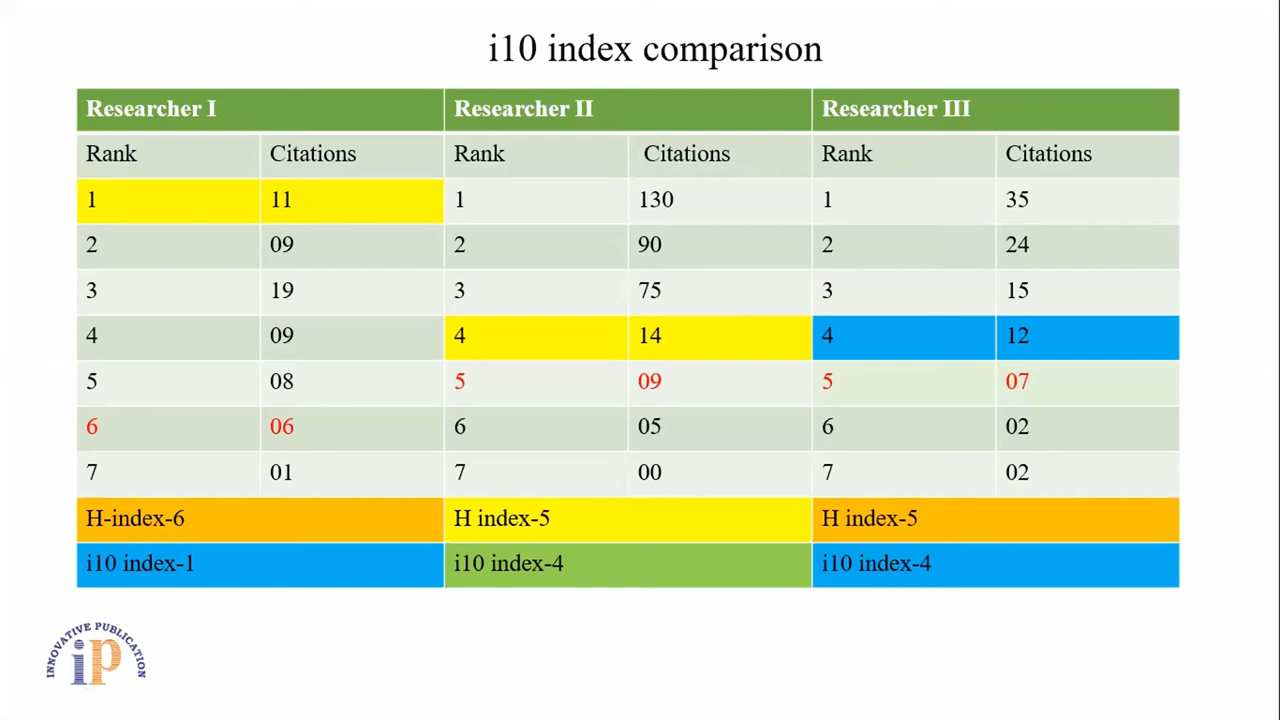 i10 index comparison
Researcher I Researcher II Researcher III
Rank Citations Rank Citations Rank Citations
1 11 1 130 1 35
2 09 2 90 2 24
3 19 3 75 3 15
4 09 4 14 4 12
5 08 5 09 5 07
6 06 6 05 6 02
7 01 7 00 7 02
H-index-6 H index-5 H index-5
i10 index-1 i10 index-4 i10 index-4
INNOVATIVE PUBLICATION
ip